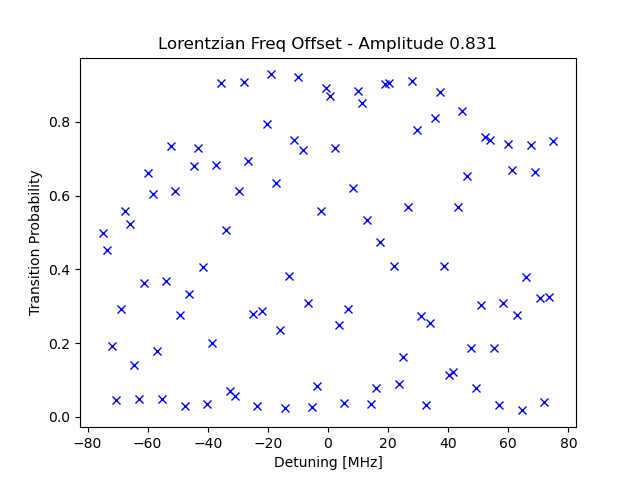 Lorentzian Freq Offset - Amplitude 0.831
Transition Probability
0.8
0.6
0.4
0.2
0.0
−80 −60 −40 −20 0 20 40 60 80
Detuning [MHz]